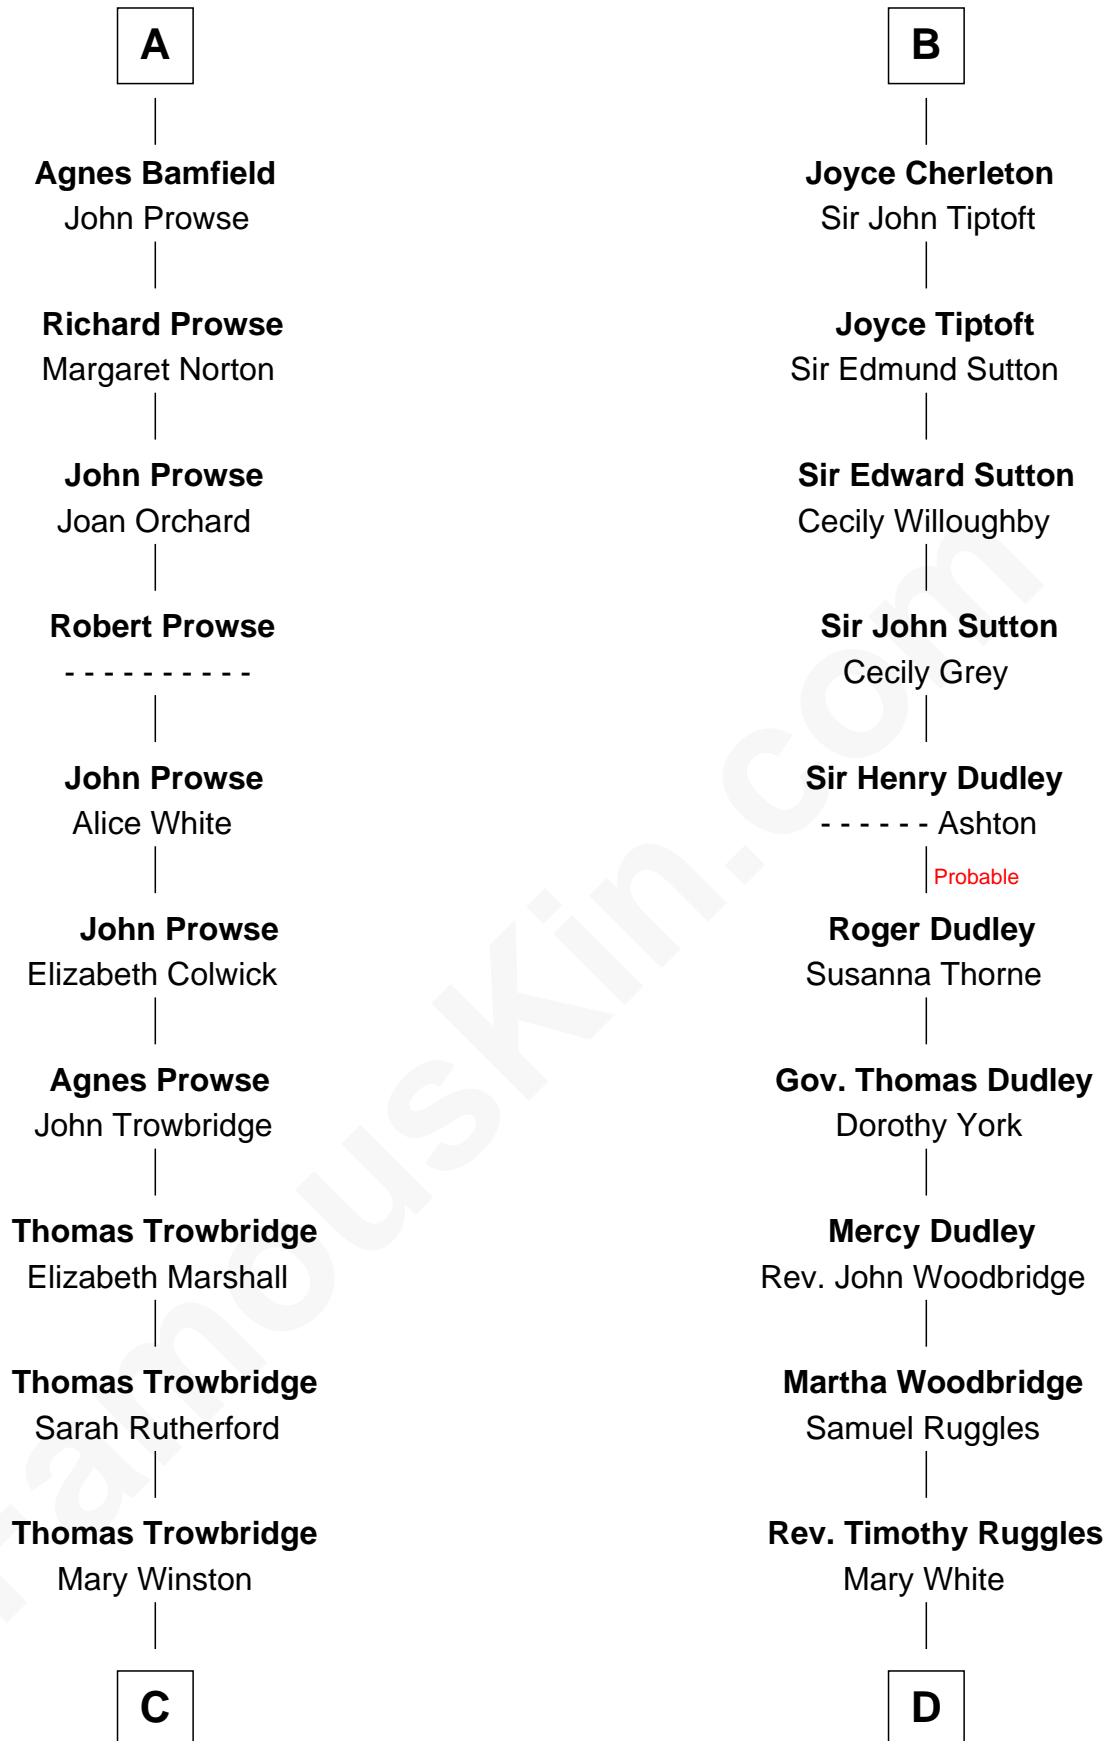 A
Agnes Bamfield
John Prowse
Richard Prowse
Margaret Norton
John Prowse
Joan Orchard
Robert Prowse
- - - - - - - - - -
John Prowse
Alice White
John Prowse
Elizabeth Colwick
Agnes Prowse
John Trowbridge
Thomas Trowbridge
Elizabeth Marshall
Thomas Trowbridge
Sarah Rutherford
Thomas Trowbridge
Mary Winston
C
B
Joyce Cherleton
Sir John Tiptoft
Joyce Tiptoft
Sir Edmund Sutton
Sir Edward Sutton
Cecily Willoughby
Sir John Sutton
Cecily Grey
Sir Henry Dudley
- - - - - - Ashton
Probable
Roger Dudley
Susanna Thorne
Gov. Thomas Dudley
Dorothy York
Mercy Dudley
Rev. John Woodbridge
Martha Woodbridge
Samuel Ruggles
Rev. Timothy Ruggles
Mary White
D
FamousKin.com